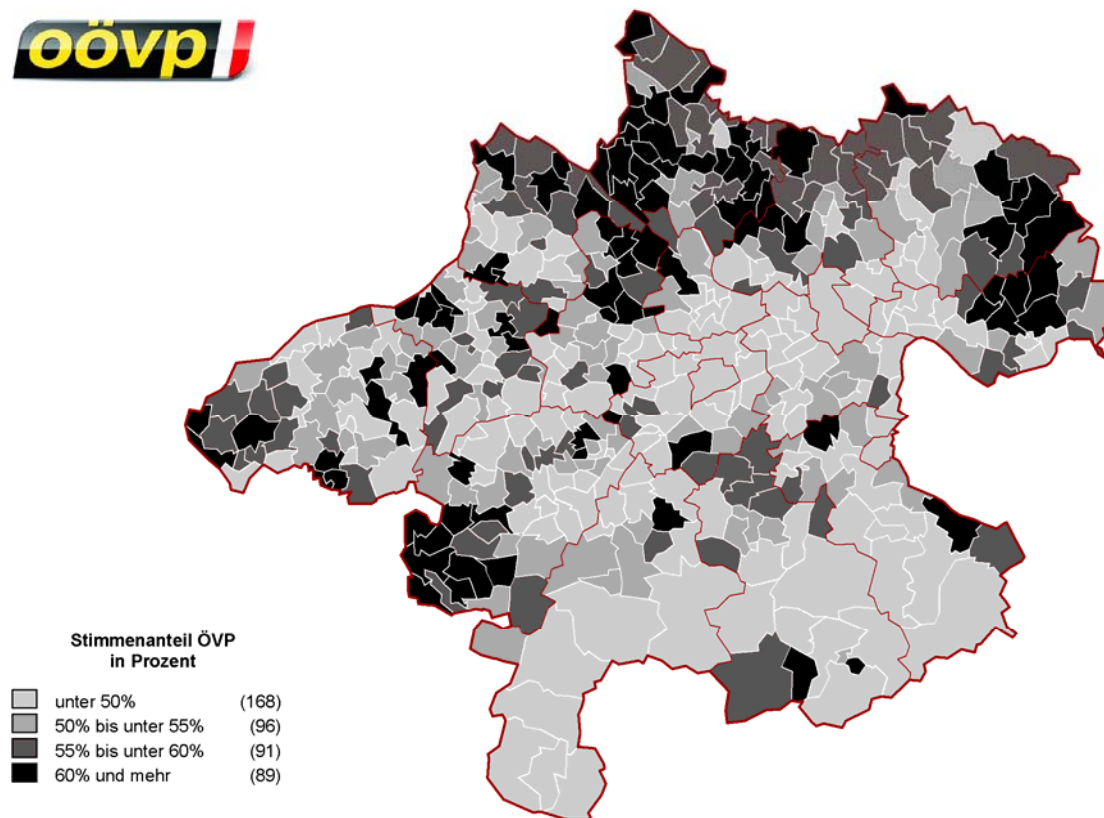 oövp
Stimmenanteil ÖVP
in Prozent
unter 50% (168)
50% bis unter 55% (96)
55% bis unter 60% (91)
60% und mehr (89)